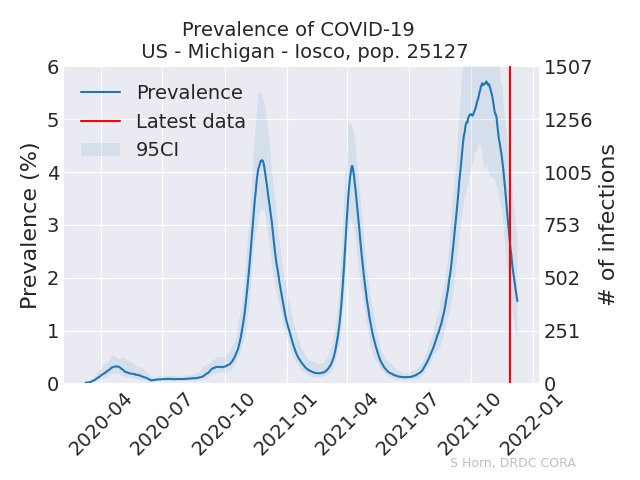 Prevalence of COVID-19
US - Michigan - Iosco, pop. 25127
Prevalence
Latest data
95CI
Prevalence (%)
6
5
4
3
2
1
0
1507
1256
1005
753
502
251
0
# of infections
2020-04
2020-07
2020-10
2021-01
2021-04
2021-07
2021-10
2022-01
S Horn, DRDC CORA